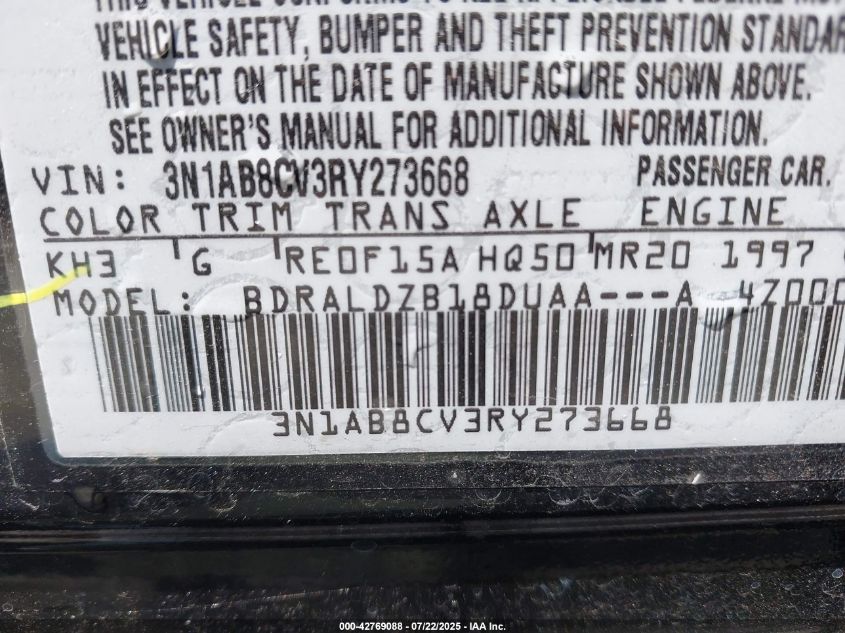 VEHICLE SAFETY, BUMPER AND THEFT PREVENTION
IN EFFECT ON THE DATE OF MANUFACTURE SHOWN ABOVE.
SEE OWNER'S MANUAL FOR ADDITIONAL INFORMATION.
VIN: 3N1AB8CV3RY273668 PASSENGER CAR.
COLOR TRIM TRANS AXLE ENGINE
KH3 G RE0F15A HQ50 MR20 1997
MODEL: BDRALDZB18DUAA---A 4Z000
3N1AB8CV3RY273668
000-42769088 - 07/22/2025 - IAA Inc.